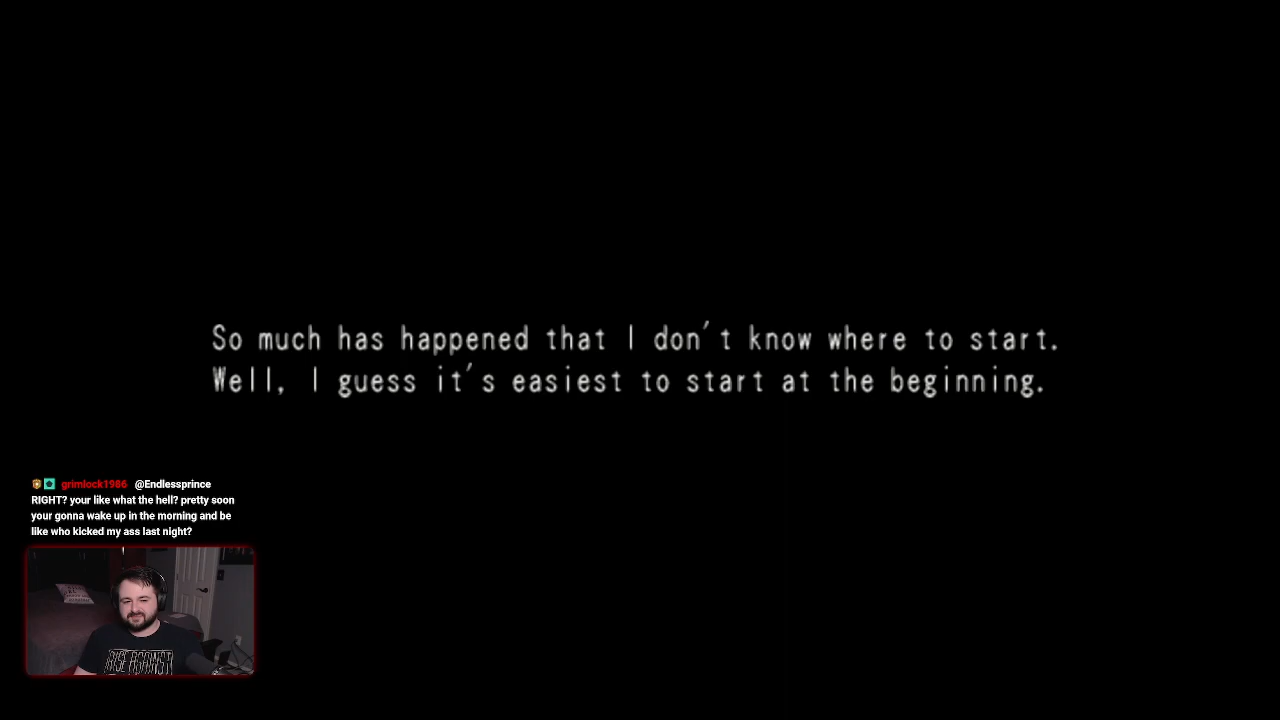 So much has happened that I don't know where to start.
Well, I guess it's easiest to start at the beginning.
grimlock1986 @Endlessprince
RIGHT? your like what the hell? pretty soon
your gonna wake up in the morning and be
like who kicked my ass last night?
RISE AGAINST